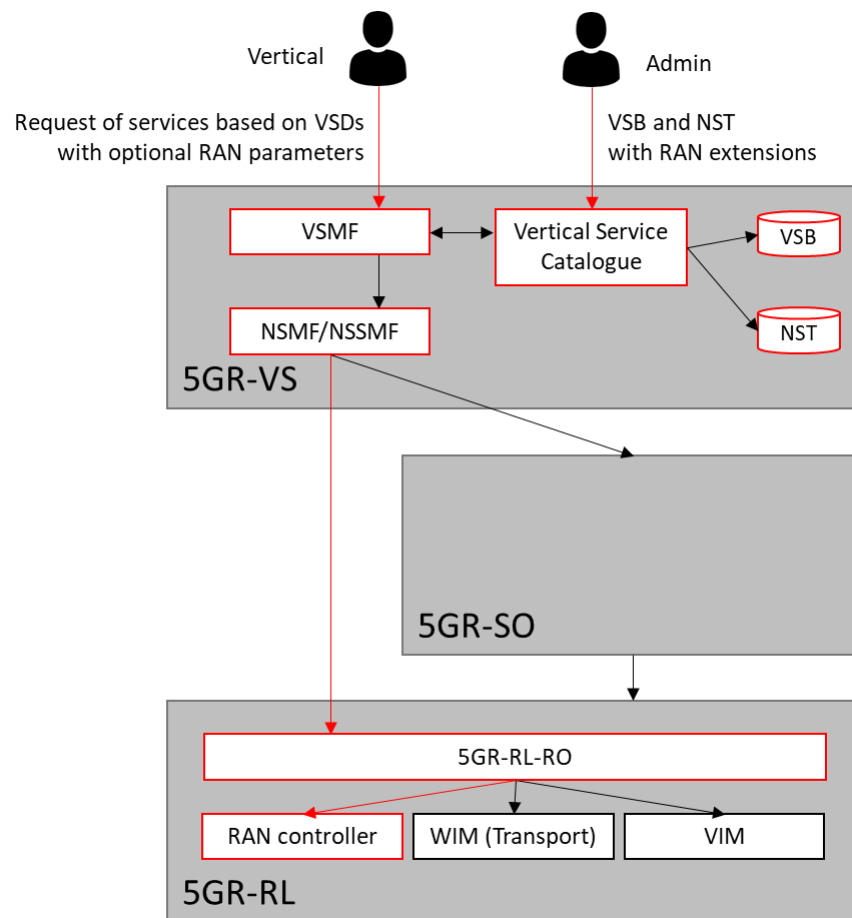 Vertical
Admin
Request of services based on VSDs
with optional RAN parameters
VSB and NST
with RAN extensions
VSMF
Vertical Service
Catalogue
VSB
NSMF/NSSMF
NST
5GR-VS
5GR-SO
5GR-RL-RO
RAN controller
WIM (Transport)
VIM
5GR-RL